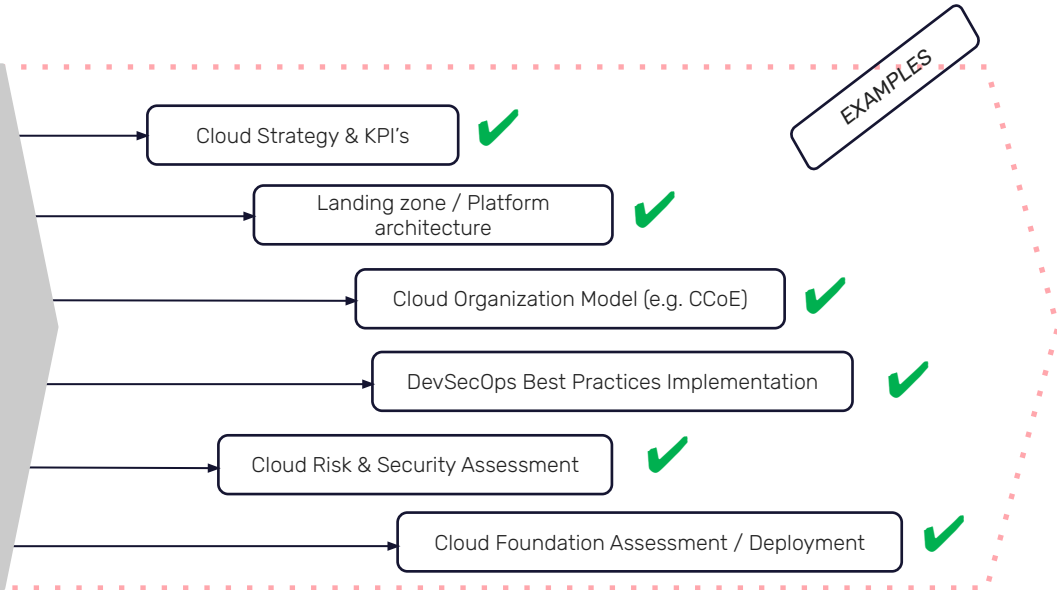 EXAMPLES
Cloud Strategy & KPI's
Landing zone / Platform
architecture
Cloud Organization Model (e.g. CCoE)
DevSecOps Best Practices Implementation
Cloud Risk & Security Assessment
Cloud Foundation Assessment / Deployment